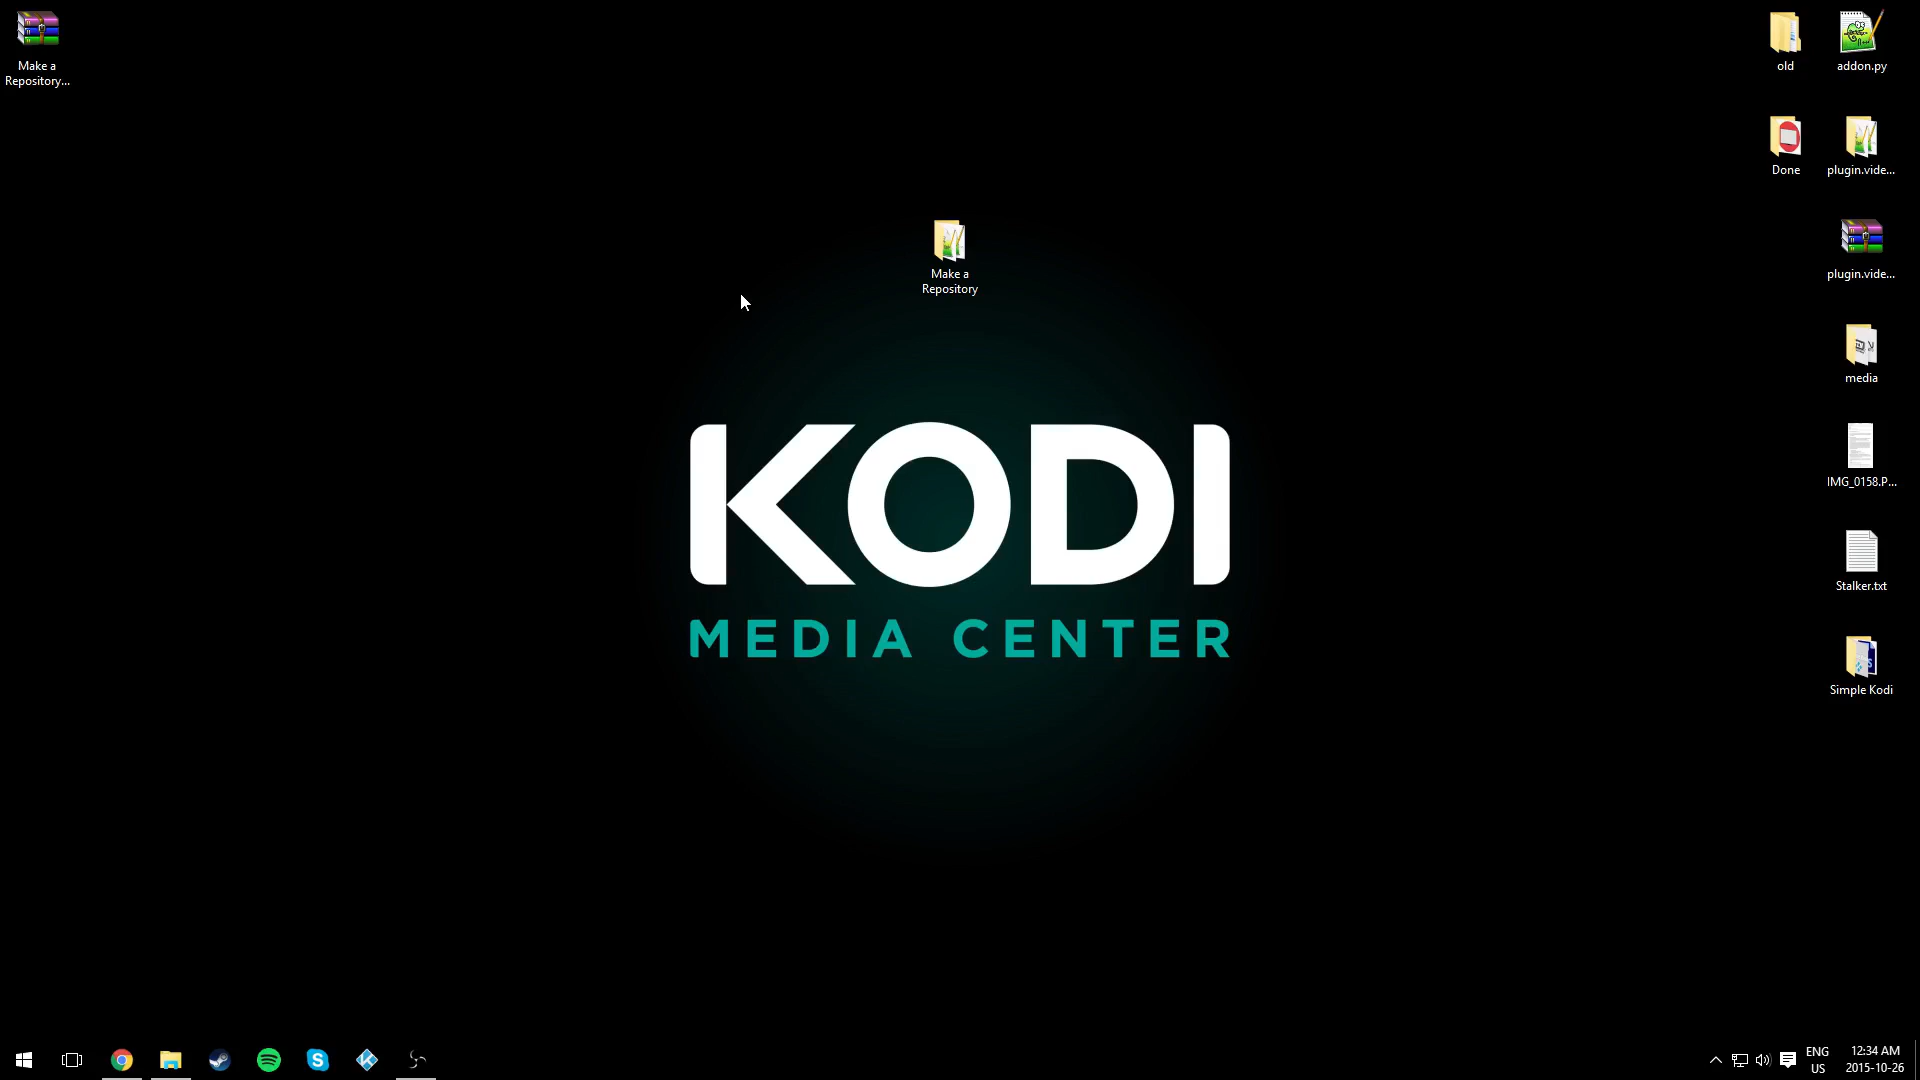 Make a
Repository...
old
addon.py
Done
plugin.vide...
Make a
Repository
plugin.vide...
media
IMG_0158.P...
Stalker.txt
Simple Kodi
KODI
MEDIA CENTER
ENG
US
12:34 AM
2015-10-26